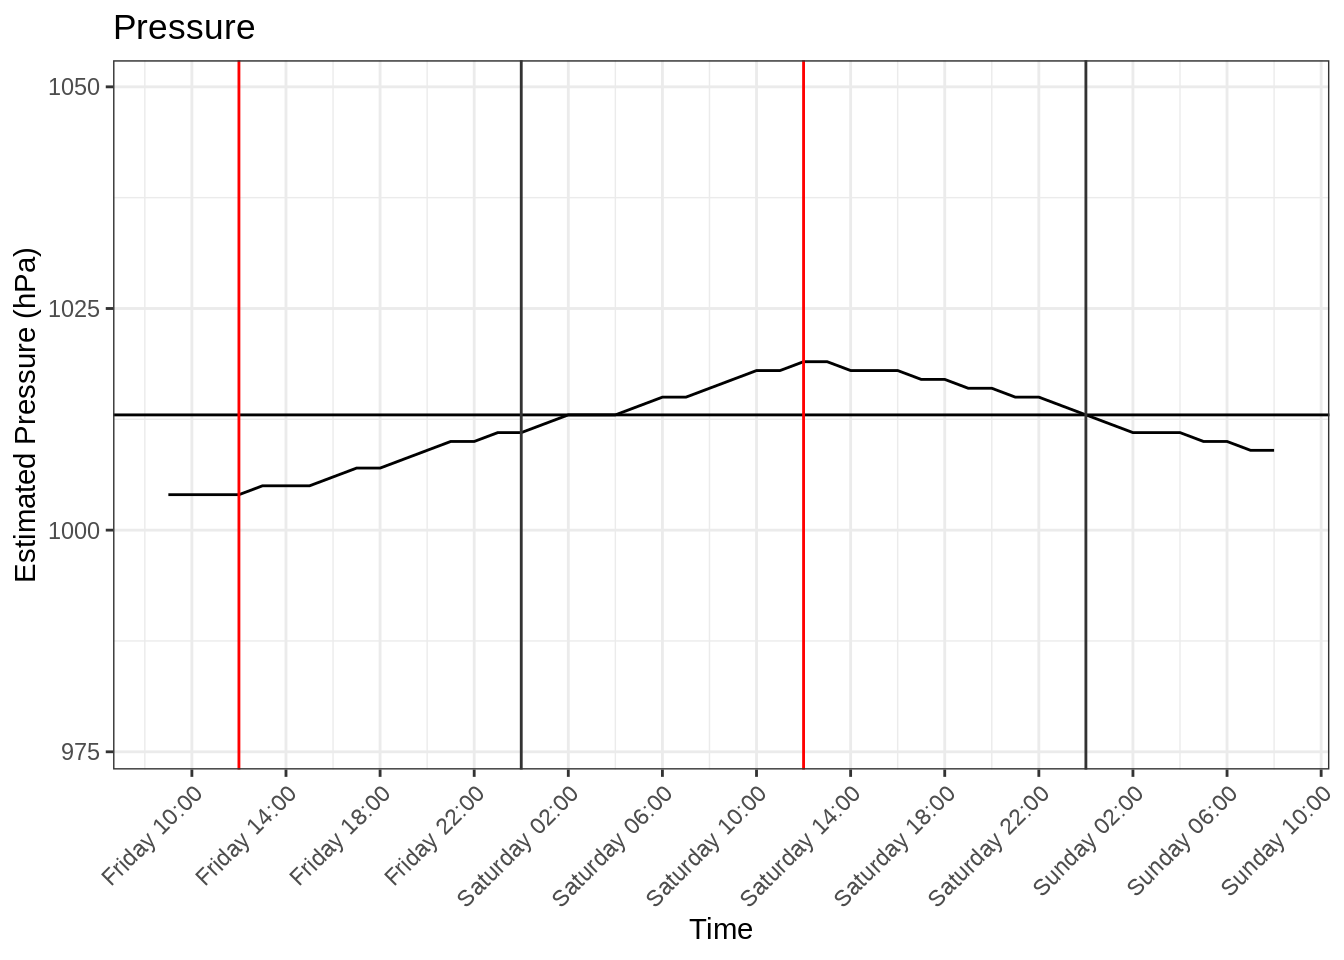 Pressure
1050
1025
1000
975
Estimated Pressure (hPa)
Friday 10:00
Friday 14:00
Friday 18:00
Friday 22:00
Saturday 02:00
Saturday 06:00
Saturday 10:00
Saturday 14:00
Saturday 18:00
Saturday 22:00
Sunday 02:00
Sunday 06:00
Sunday 10:00
Time